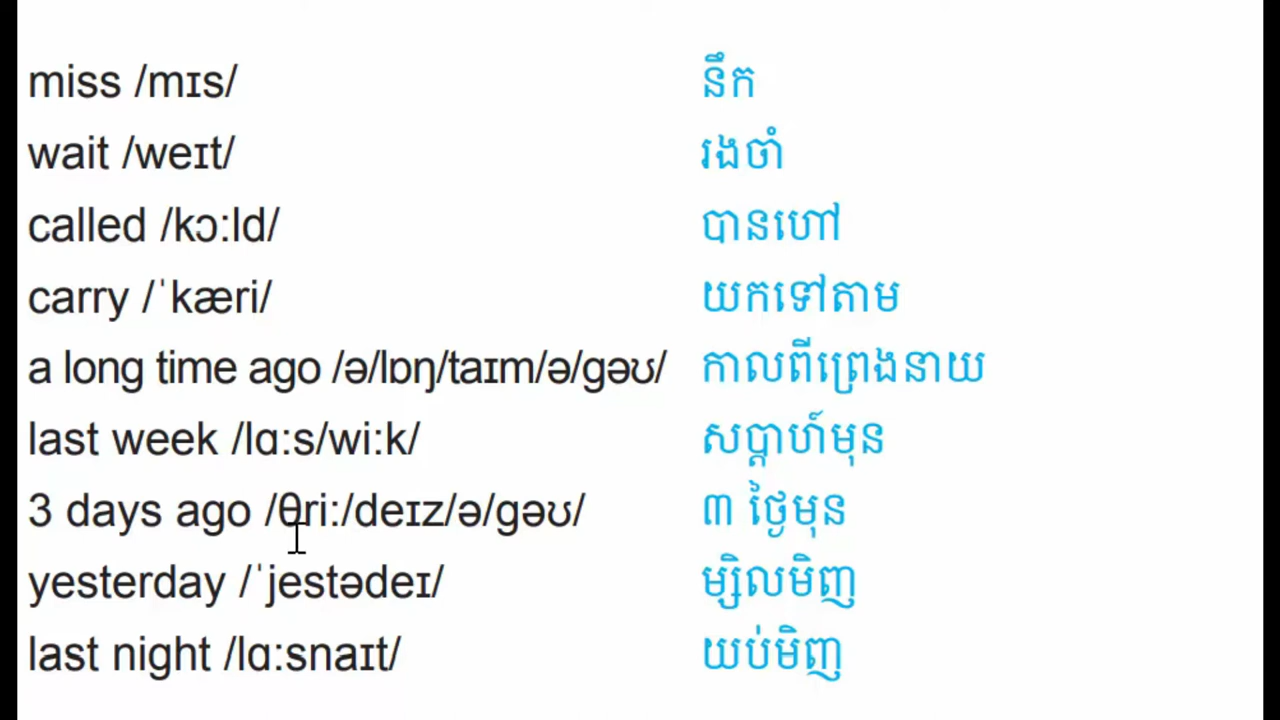 miss /mɪs/ នឹក
wait /weɪt/ រងចាំ
called /kɔ:ld/ បានហៅ
carry /ˈkæri/ យកទៅតាម
a long time ago /ə/lɒŋ/taɪm/ə/gəʊ/ កាលពីព្រេងនាយ
last week /lɑ:s/wi:k/ សប្តាហ៍មុន
3 days ago /θri:/deɪz/ə/gəʊ/ ៣ ថ្ងៃមុន
yesterday /ˈjestədeɪ/ ម្សិលមិញ
last night /lɑ:snaɪt/ យប់មិញ